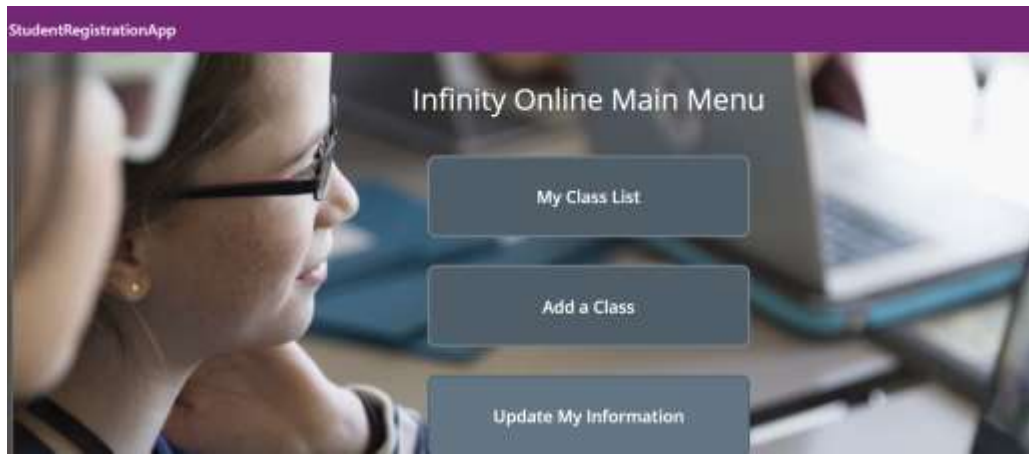 StudentRegistrationApp
Infinity Online Main Menu
My Class List
Add a Class
Update My Information